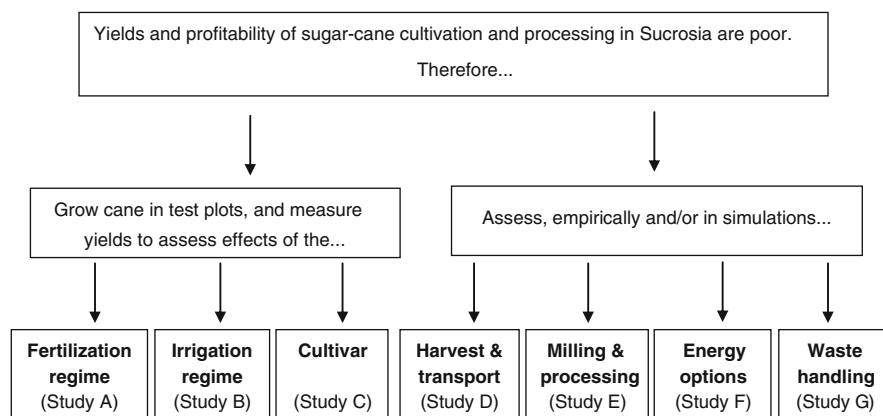 Yields and profitability of sugar-cane cultivation and processing in Sucrosia are poor.
Therefore...
Grow cane in test plots, and measure
yields to assess effects of the...
Assess, empirically and/or in simulations...
Fertilization
regime
(Study A)
Irrigation
regime
(Study B)
Cultivar
(Study C)
Harvest &
transport
(Study D)
Milling &
processing
(Study E)
Energy
options
(Study F)
Waste
handling
(Study G)